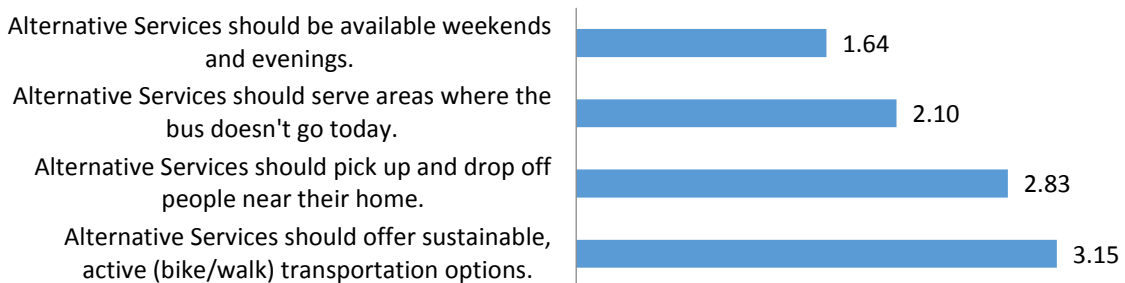 Alternative Services should be available weekends
and evenings.
1.64
Alternative Services should serve areas where the
bus doesn't go today.
2.10
Alternative Services should pick up and drop off
people near their home.
2.83
Alternative Services should offer sustainable,
active (bike/walk) transportation options.
3.15